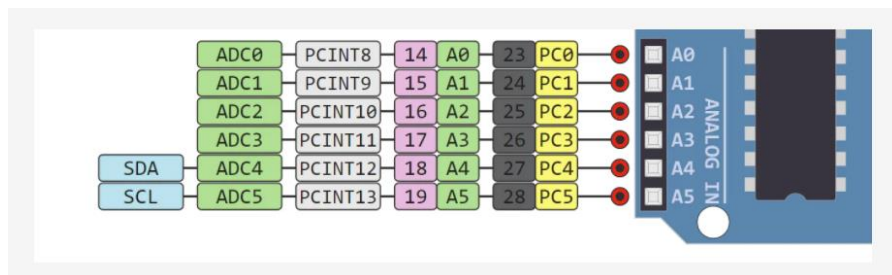 ADC0 PCINT8 14 A0 23 PC0 A0
ADC1 PCINT9 15 A1 24 PC1 A1
ADC2 PCINT10 16 A2 25 PC2 A2
ADC3 PCINT11 17 A3 26 PC3 A3
SDA ADC4 PCINT12 18 A4 27 PC4 A4
SCL ADC5 PCINT13 19 A5 28 PC5 A5
ANALOG IN